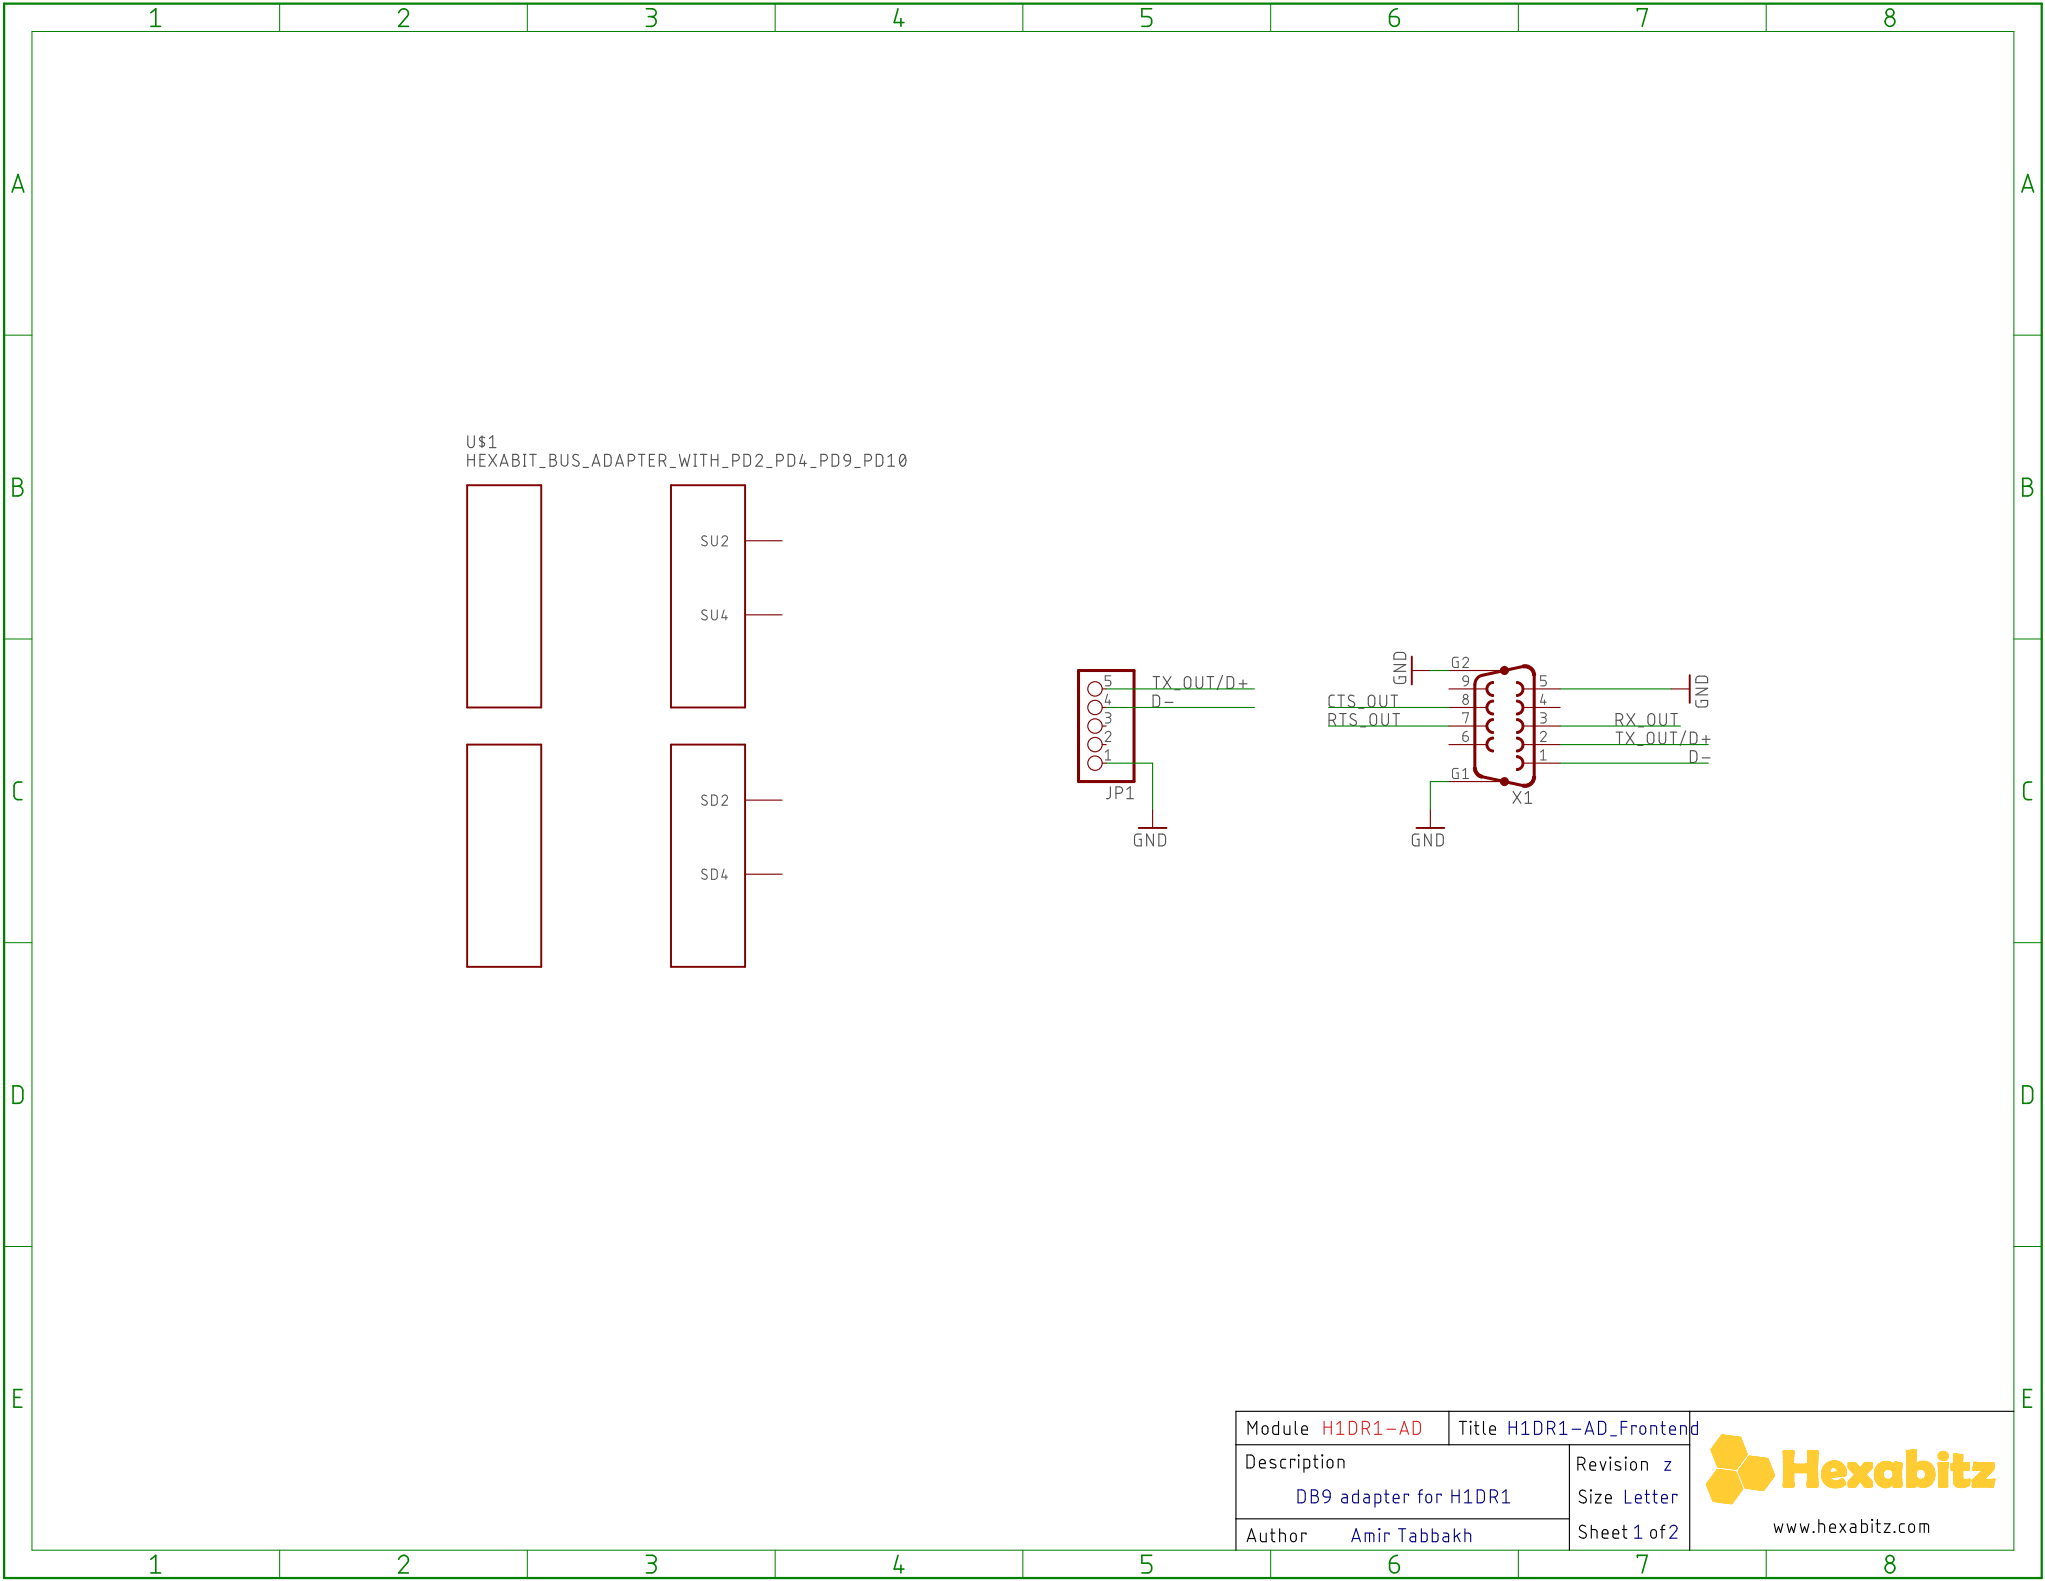 1 2 3 4 5 6 7 8
A A
U$1
HEXABIT_BUS_ADAPTER_WITH_PD2_PD4_PD9_PD10
B B
SU2
SU4
GND G2
5 TX_OUT/D+ 9 5 GND
4 D- CTS_OUT 8 4
3 RTS_OUT 7 3 RX_OUT
2 6 2 TX_OUT/D+
1 1 D-
G1
C C
JP1 X1
SD2
GND GND
SD4
D D
E E
Module H1DR1-AD Title H1DR1-AD_Frontend
Description
DB9 adapter for H1DR1
Revision z
Size Letter
Hexabitz
www.hexabitz.com
Author Amir Tabbakh
Sheet 1 of 2
1 2 3 4 5 6 7 8